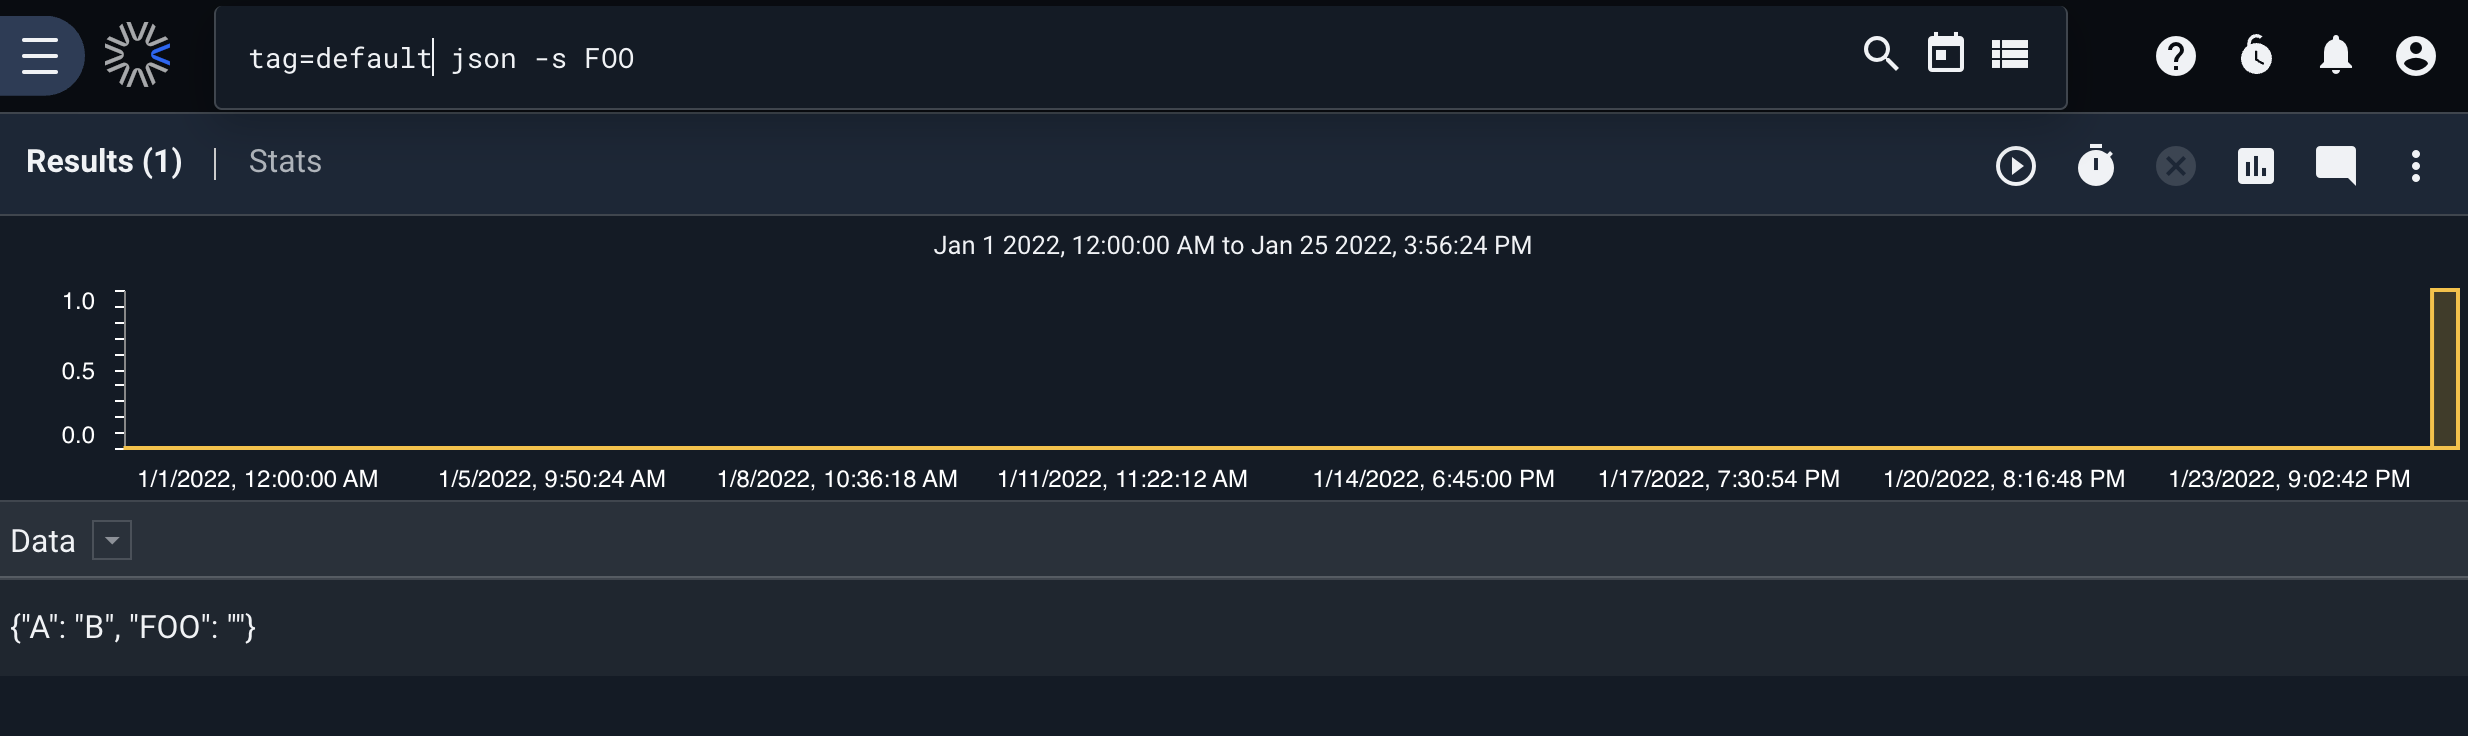 tag=default json -s FOO
Results (1) | Stats
Jan 1 2022, 12:00:00 AM to Jan 25 2022, 3:56:24 PM
1.0
0.5
0.0
1/1/2022, 12:00:00 AM 1/5/2022, 9:50:24 AM 1/8/2022, 10:36:18 AM 1/11/2022, 11:22:12 AM 1/14/2022, 6:45:00 PM 1/17/2022, 7:30:54 PM 1/20/2022, 8:16:48 PM 1/23/2022, 9:02:42 PM
Data
{"A": "B", "FOO": ""}